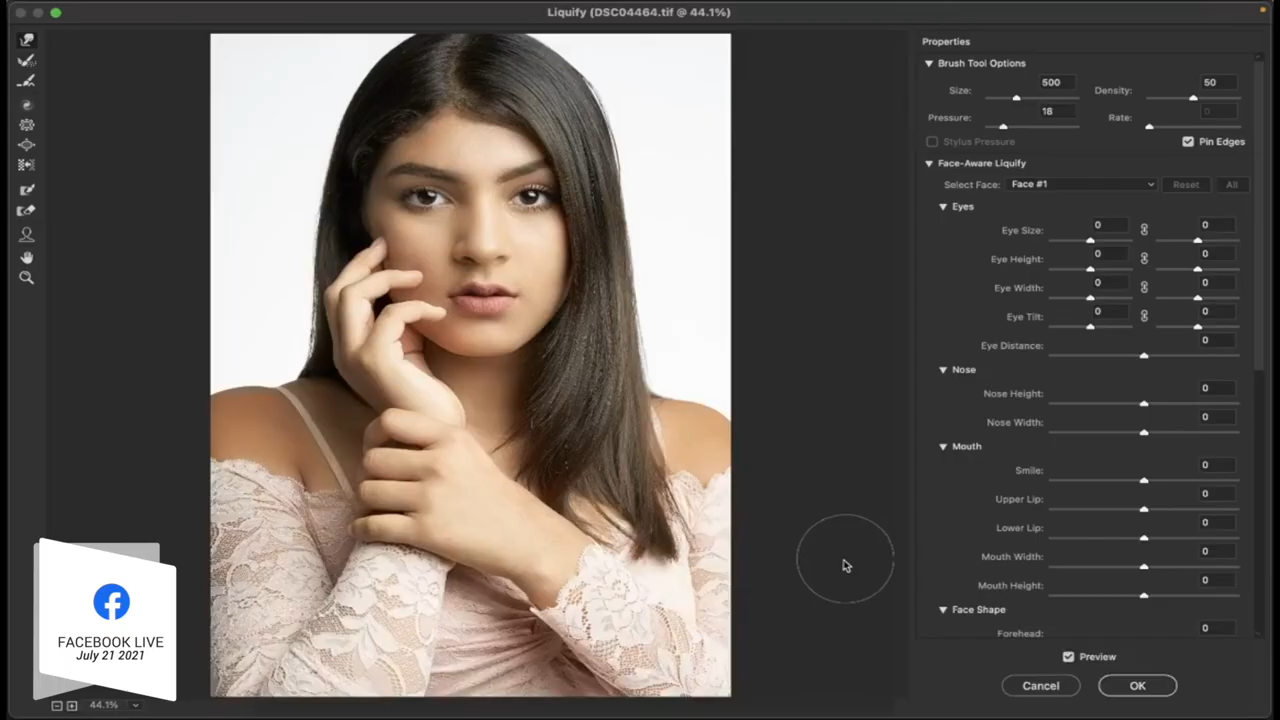 Liquify (DSC04464.tif @ 44.1%)
Properties
Brush Tool Options
Size: 500 Density: 50
Pressure: 18 Rate: 0
Stylus Pressure Pin Edges
Face-Aware Liquify
Select Face: Face #1 Reset All
Eyes
Eye Size: 0 0
Eye Height: 0 0
Eye Width: 0 0
Eye Tilt: 0 0
Eye Distance: 0
Nose
Nose Height: 0
Nose Width: 0
Mouth
Smile: 0
Upper Lip: 0
Lower Lip: 0
Mouth Width: 0
Mouth Height: 0
Face Shape
Forehead: 0
Preview
Cancel OK
FACEBOOK LIVE
July 21 2021
44.1%